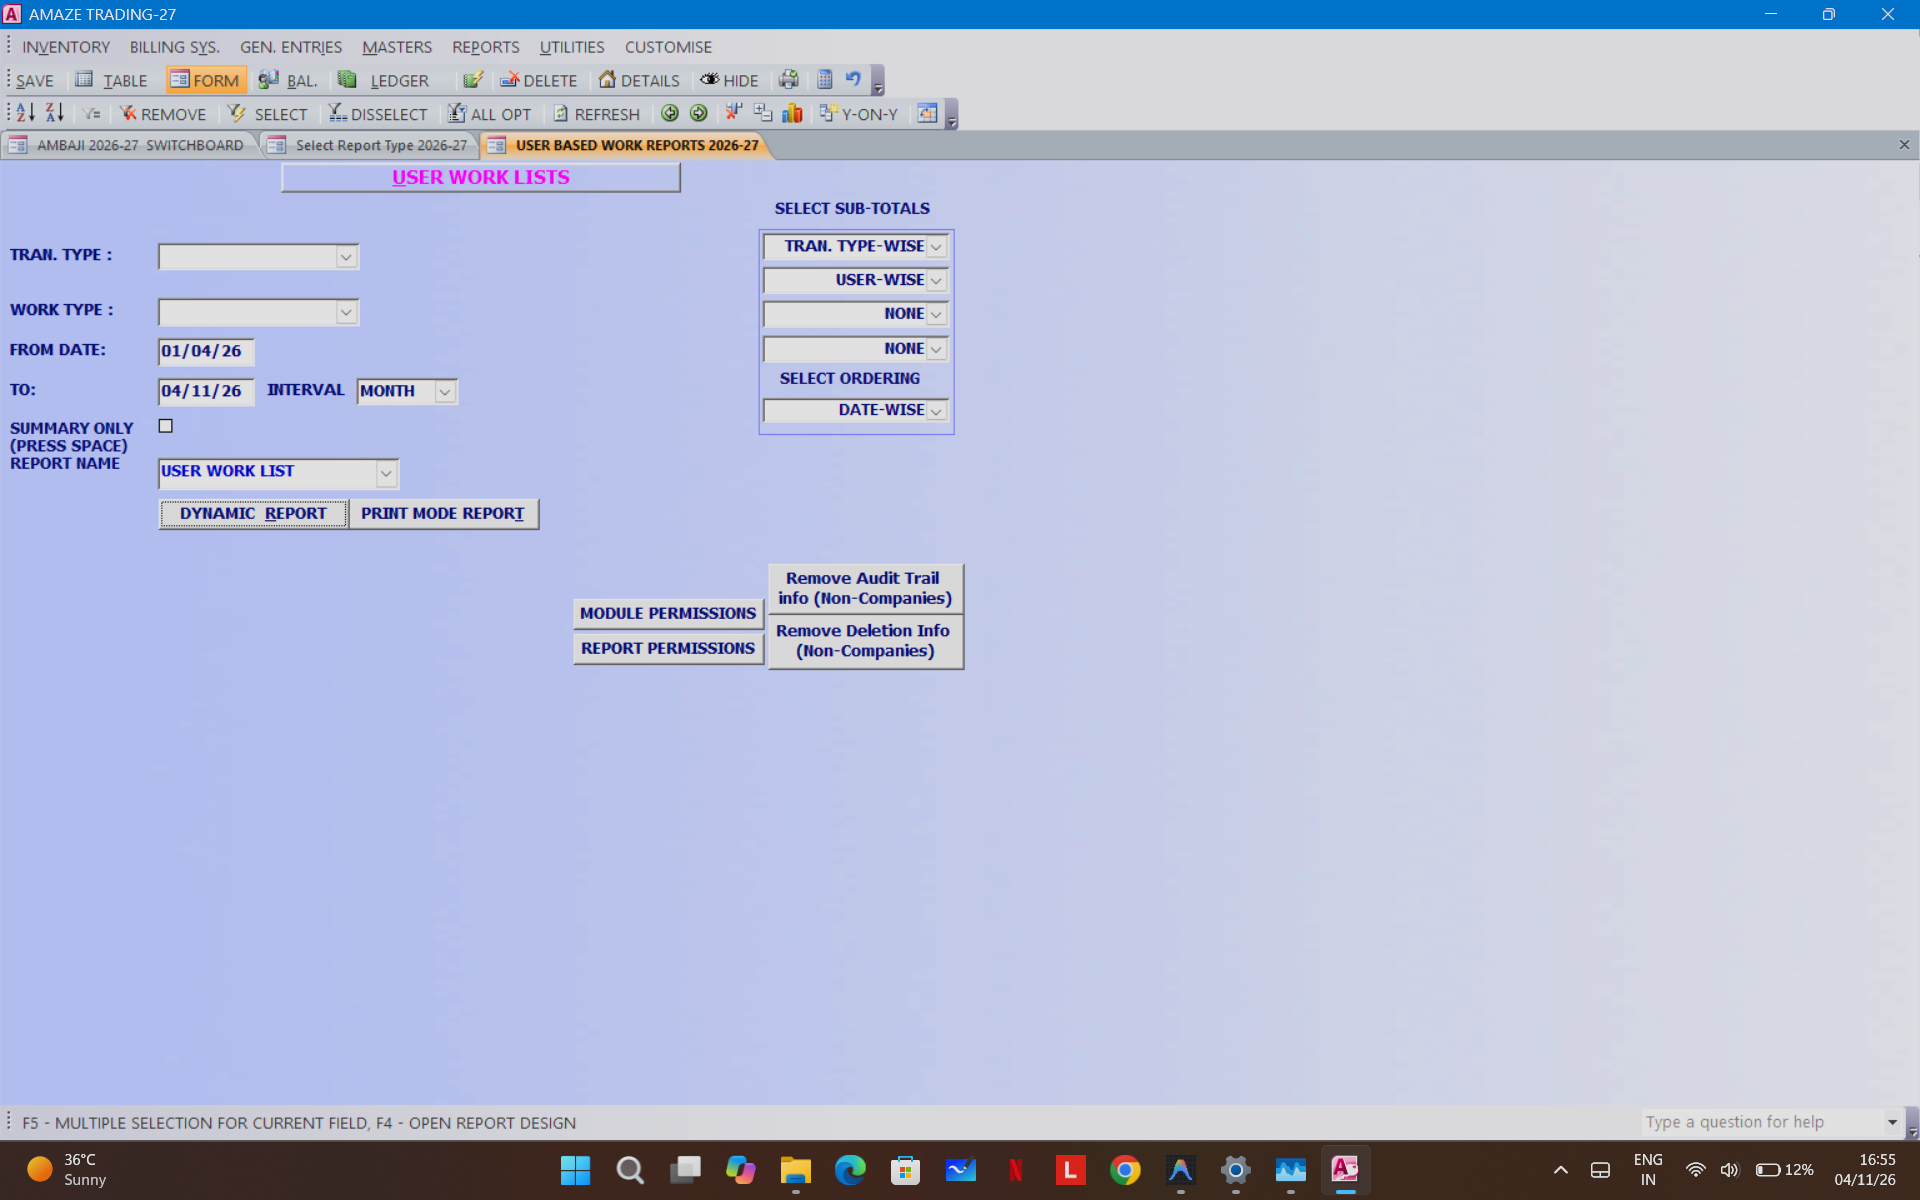 AMAZE TRADING-27
INVENTORY BILLING SYS. GEN. ENTRIES MASTERS REPORTS UTILITIES CUSTOMISE
SAVE TABLE FORM BAL. LEDGER DELETE DETAILS HIDE
REMOVE SELECT DISSELECT ALL OPT REFRESH Y-ON-Y
AMBAJI 2026-27 SWITCHBOARD Select Report Type 2026-27 USER BASED WORK REPORTS 2026-27
USER WORK LISTS
SELECT SUB-TOTALS
TRAN. TYPE :
TRAN. TYPE-WISE
USER-WISE
WORK TYPE :
NONE
FROM DATE: 01/04/26
NONE
TO: 04/11/26 INTERVAL MONTH
SELECT ORDERING
DATE-WISE
SUMMARY ONLY
(PRESS SPACE)
REPORT NAME USER WORK LIST
DYNAMIC REPORT PRINT MODE REPORT
Remove Audit Trail
info (Non-Companies)
MODULE PERMISSIONS
Remove Deletion Info
(Non-Companies)
REPORT PERMISSIONS
F5 - MULTIPLE SELECTION FOR CURRENT FIELD, F4 - OPEN REPORT DESIGN
Type a question for help
36°C
Sunny
ENG
IN
12%
16:55
04/11/26